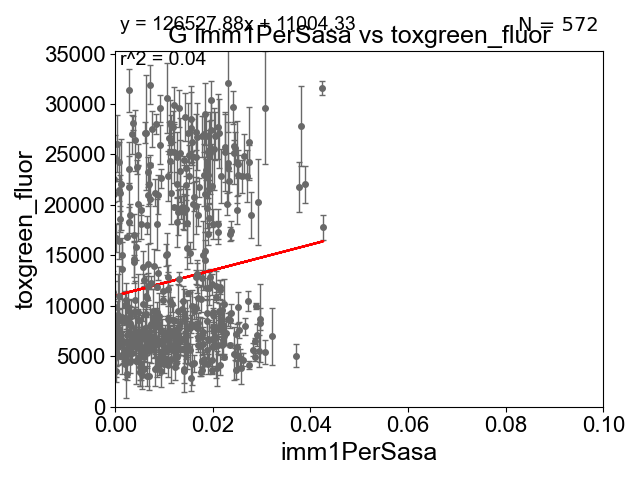 y = 126527.88x + 11004.33
N = 572
G Imm1PerSasa vs toxgreen_fluor
r^2 = 0.04
35000
30000
25000
20000
15000
10000
5000
0
toxgreen_fluor
0.00 0.02 0.04 0.06 0.08 0.10
imm1PerSasa